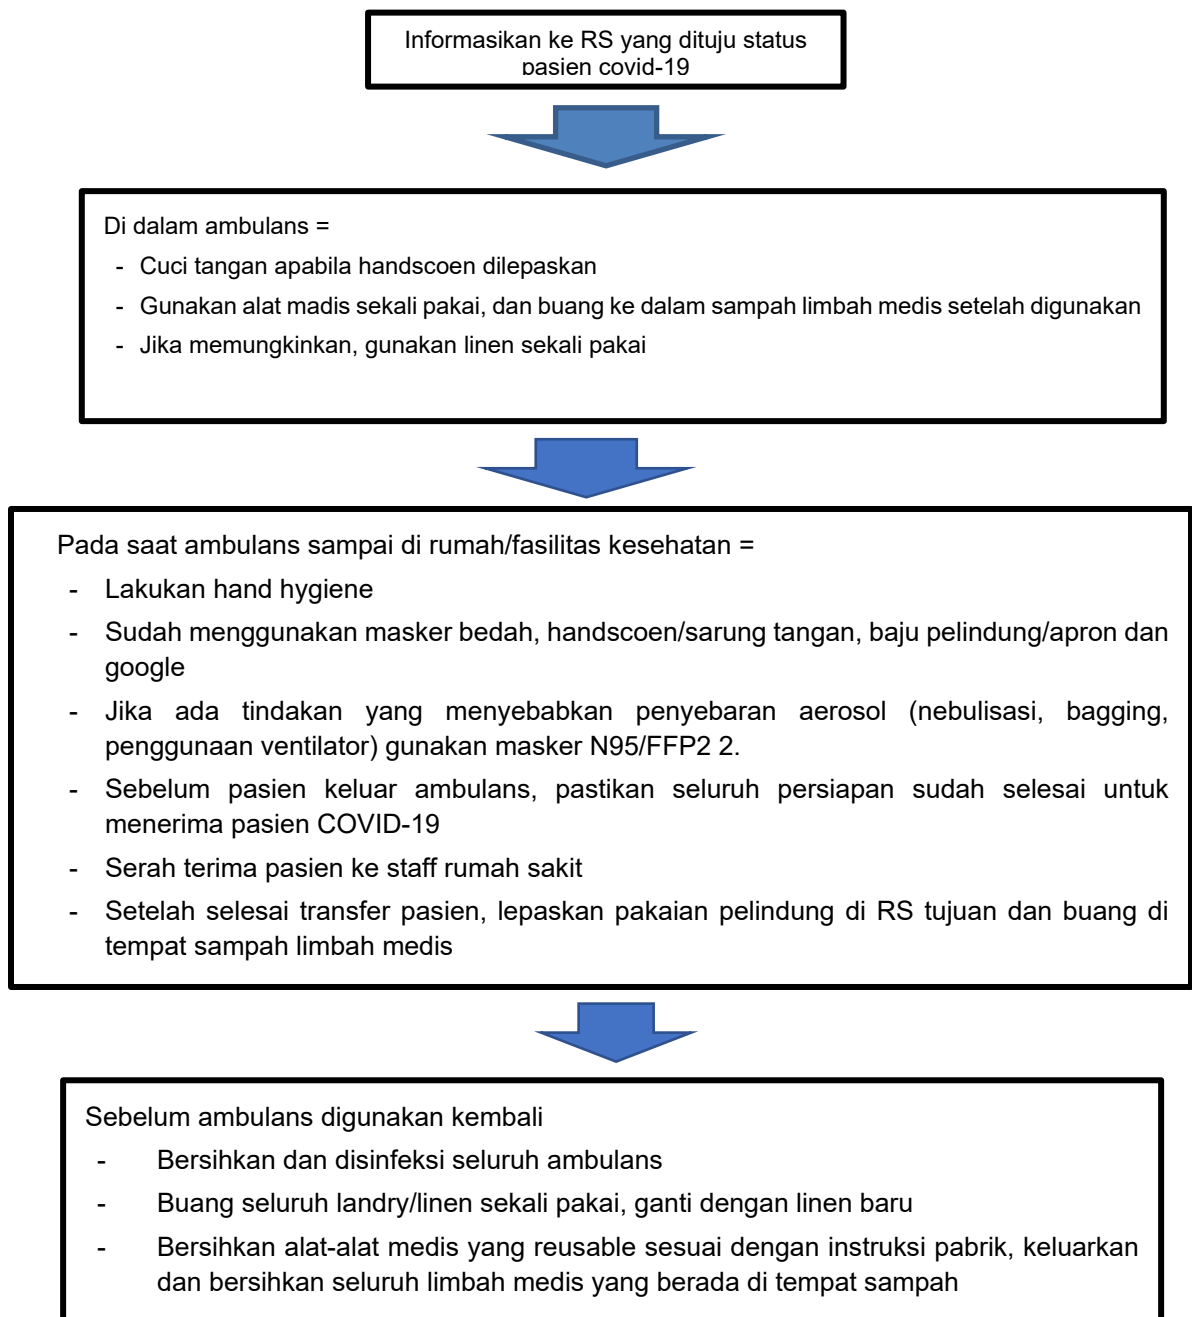 Informasikan ke RS yang dituju status
pasien covid-19
Di dalam ambulans =
- Cuci tangan apabila handscoen dilepaskan
- Gunakan alat madis sekali pakai, dan buang ke dalam sampah limbah medis setelah digunakan
- Jika memungkinkan, gunakan linen sekali pakai
Pada saat ambulans sampai di rumah/fasilitas kesehatan =
- Lakukan hand hygiene
- Sudah menggunakan masker bedah, handscoen/sarung tangan, baju pelindung/apron dan
google
- Jika ada tindakan yang menyebabkan penyebaran aerosol (nebulisasi, bagging,
penggunaan ventilator) gunakan masker N95/FFP2 2.
- Sebelum pasien keluar ambulans, pastikan seluruh persiapan sudah selesai untuk
menerima pasien COVID-19
- Serah terima pasien ke staff rumah sakit
- Setelah selesai transfer pasien, lepaskan pakaian pelindung di RS tujuan dan buang di
tempat sampah limbah medis
Sebelum ambulans digunakan kembali
- Bersihkan dan disinfeksi seluruh ambulans
- Buang seluruh landry/linen sekali pakai, ganti dengan linen baru
- Bersihkan alat-alat medis yang reusable sesuai dengan instruksi pabrik, keluarkan
dan bersihkan seluruh limbah medis yang berada di tempat sampah